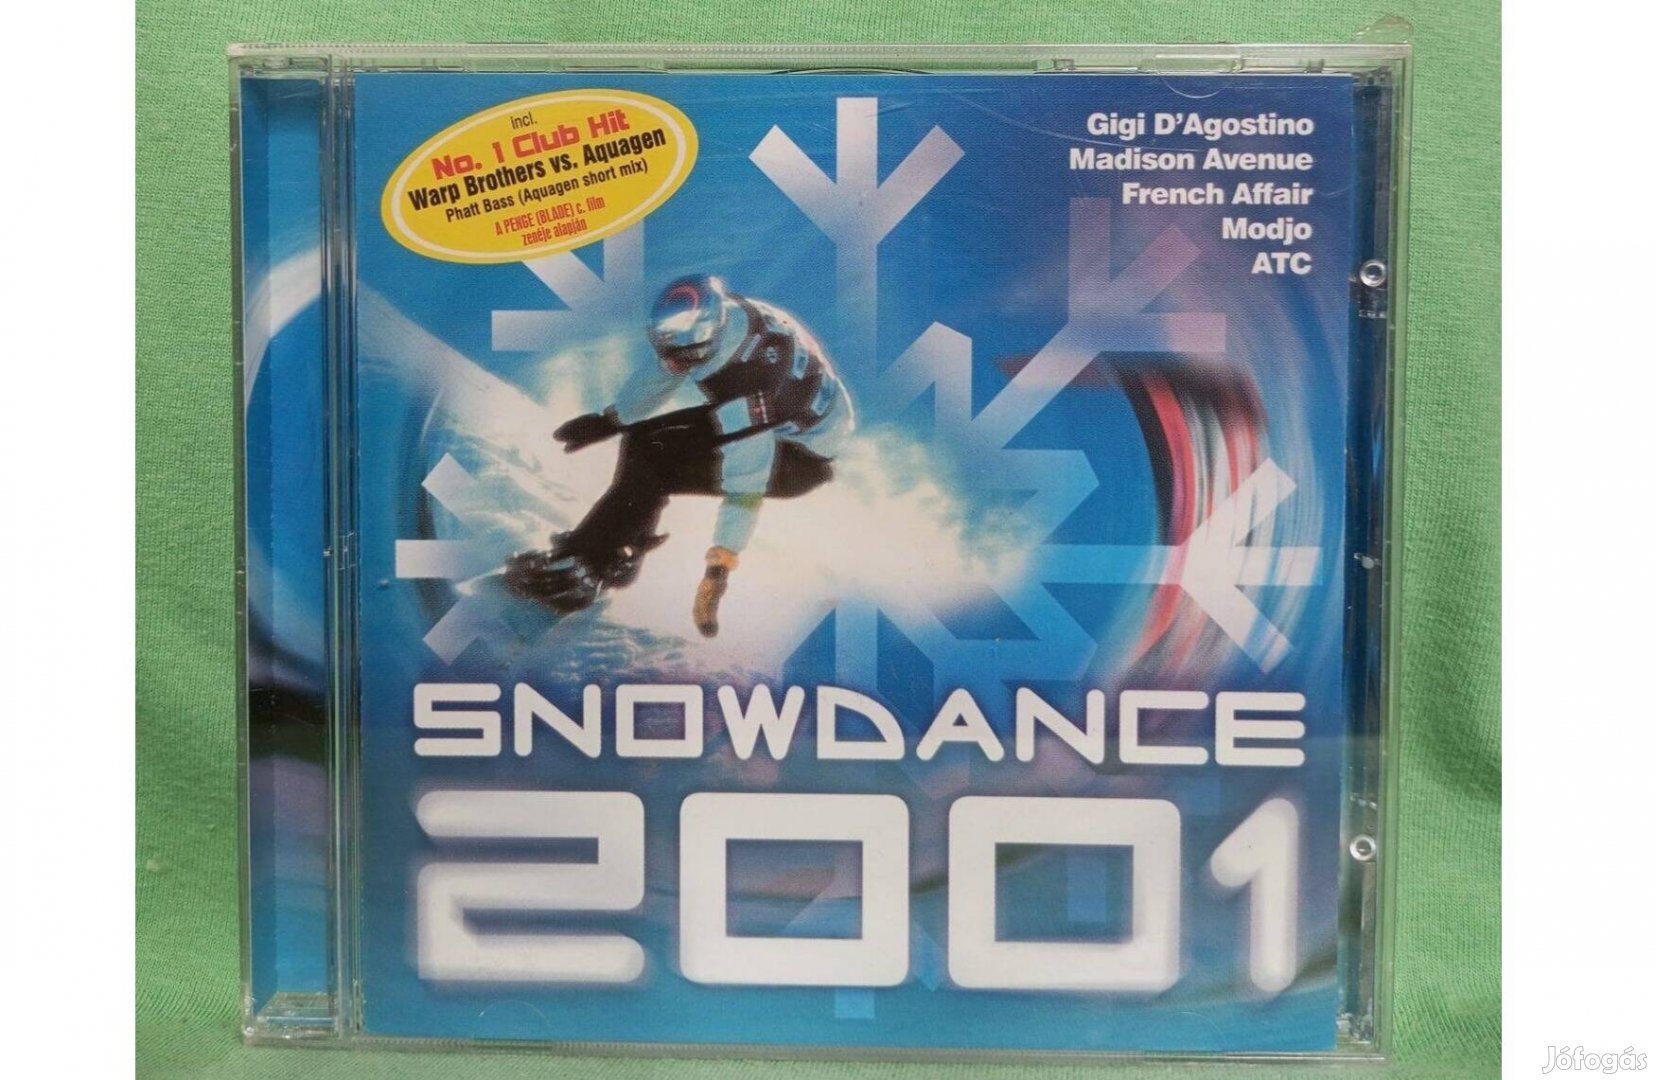 incl.
No. 1 Club Hit
Warp Brothers vs. Aquagen
Phatt Bass (Aquagen short mix)
A PENGE (BLADE) c. film
zenéje alapján
Gigi D'Agostino
Madison Avenue
French Affair
Modjo
ATC
SNOWDANCE
2001
Jófogás